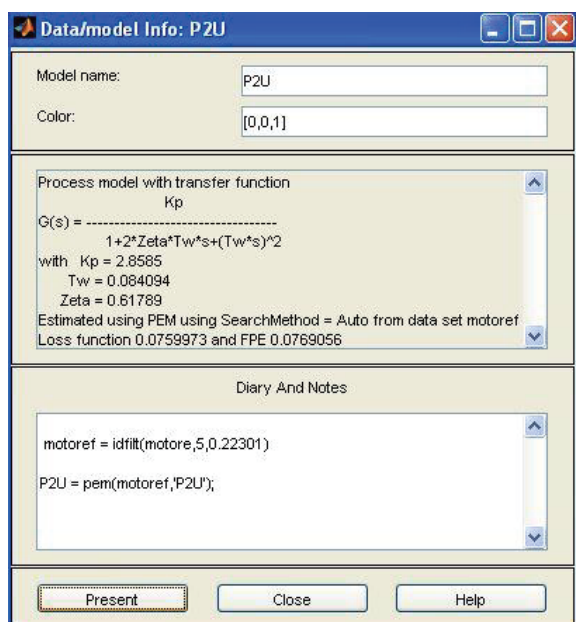 Data/model Info: P2U
Model name: P2U
Color: [0,0,1]
Process model with transfer function
Kp
G(s) = ----------------------------------
1+2*Zeta*Tw*s+(Tw*s)^2
with Kp = 2.8585
Tw = 0.084094
Zeta = 0.61789
Estimated using PEM using SearchMethod = Auto from data set motoref
Loss function 0.0759973 and FPE 0.0769056
Diary And Notes
motoref = idfilt(motore,5,0.22301)
P2U = pem(motoref,'P2U');
Present Close Help